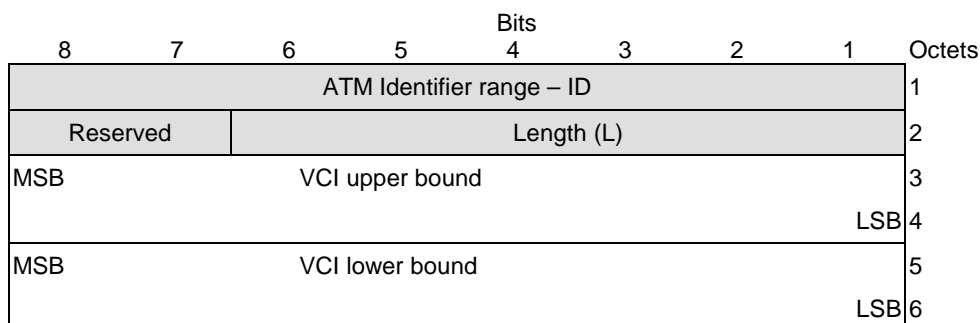 Bits
8 7 6 5 4 3 2 1 Octets
ATM Identifier range – ID 1
Reserved Length (L) 2
MSB VCI upper bound 3
LSB 4
MSB VCI lower bound 5
LSB 6